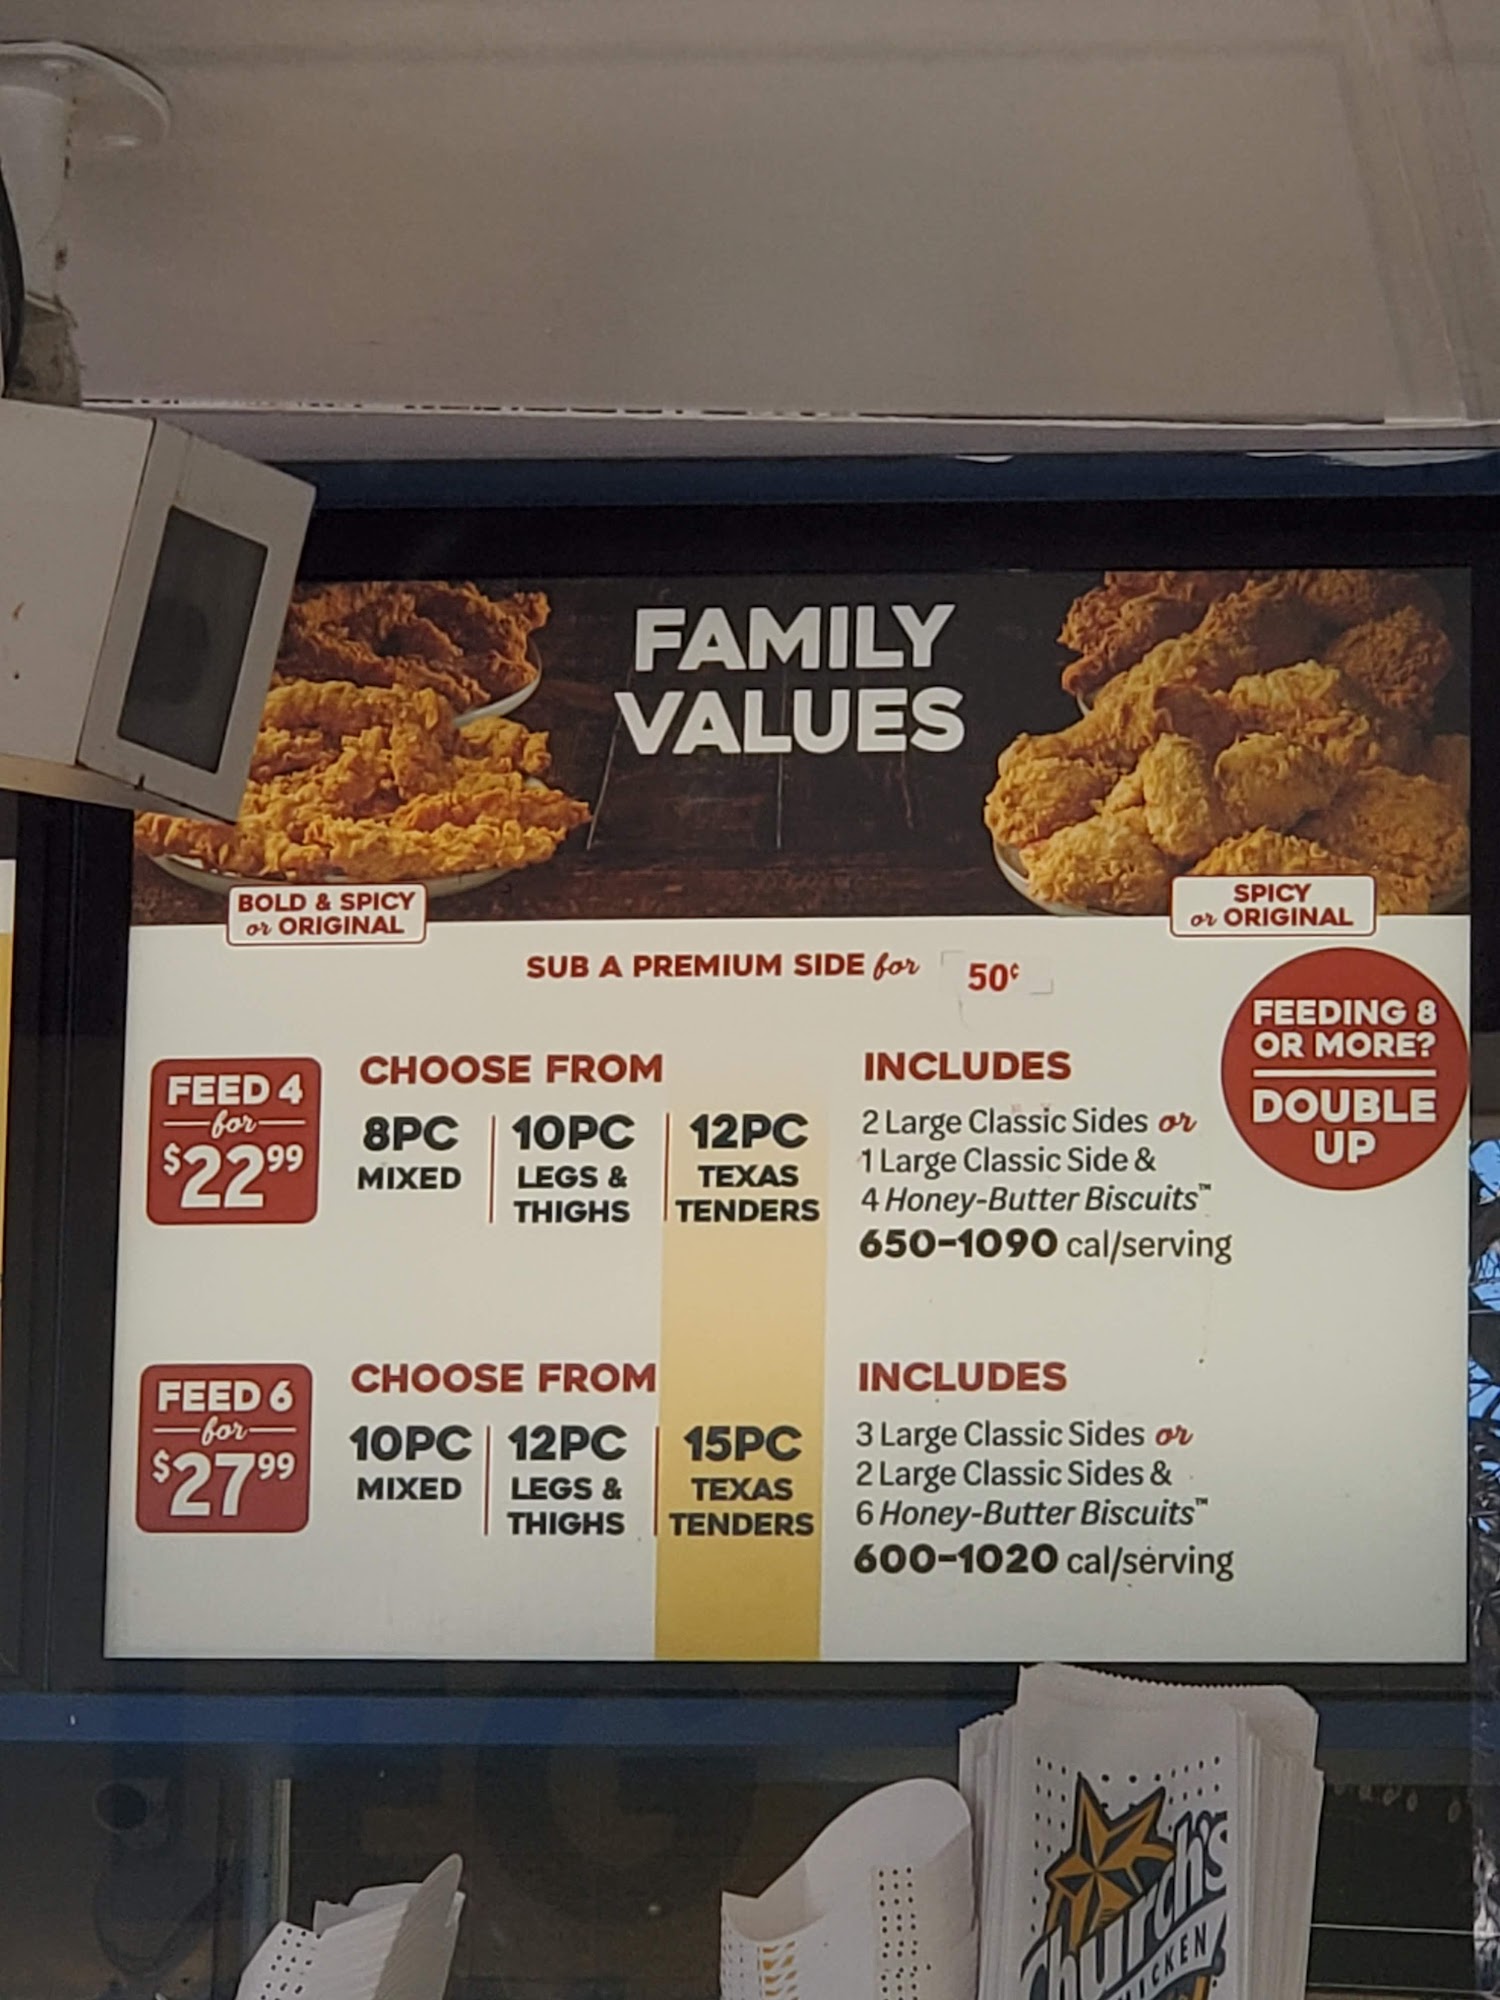 FAMILY
VALUES
BOLD & SPICY
or ORIGINAL
SPICY
or ORIGINAL
SUB A PREMIUM SIDE for 50¢
FEEDING 8
OR MORE?
DOUBLE
UP
FEED 4
for
$22⁹⁹
CHOOSE FROM
8PC
MIXED
10PC
LEGS &
THIGHS
12PC
TEXAS
TENDERS
INCLUDES
2 Large Classic Sides or
1 Large Classic Side &
4 Honey-Butter Biscuits™
650-1090 cal/serving
FEED 6
for
$27⁹⁹
CHOOSE FROM
10PC
MIXED
12PC
LEGS &
THIGHS
15PC
TEXAS
TENDERS
INCLUDES
3 Large Classic Sides or
2 Large Classic Sides &
6 Honey-Butter Biscuits™
600-1020 cal/serving
Church's
CHICKEN